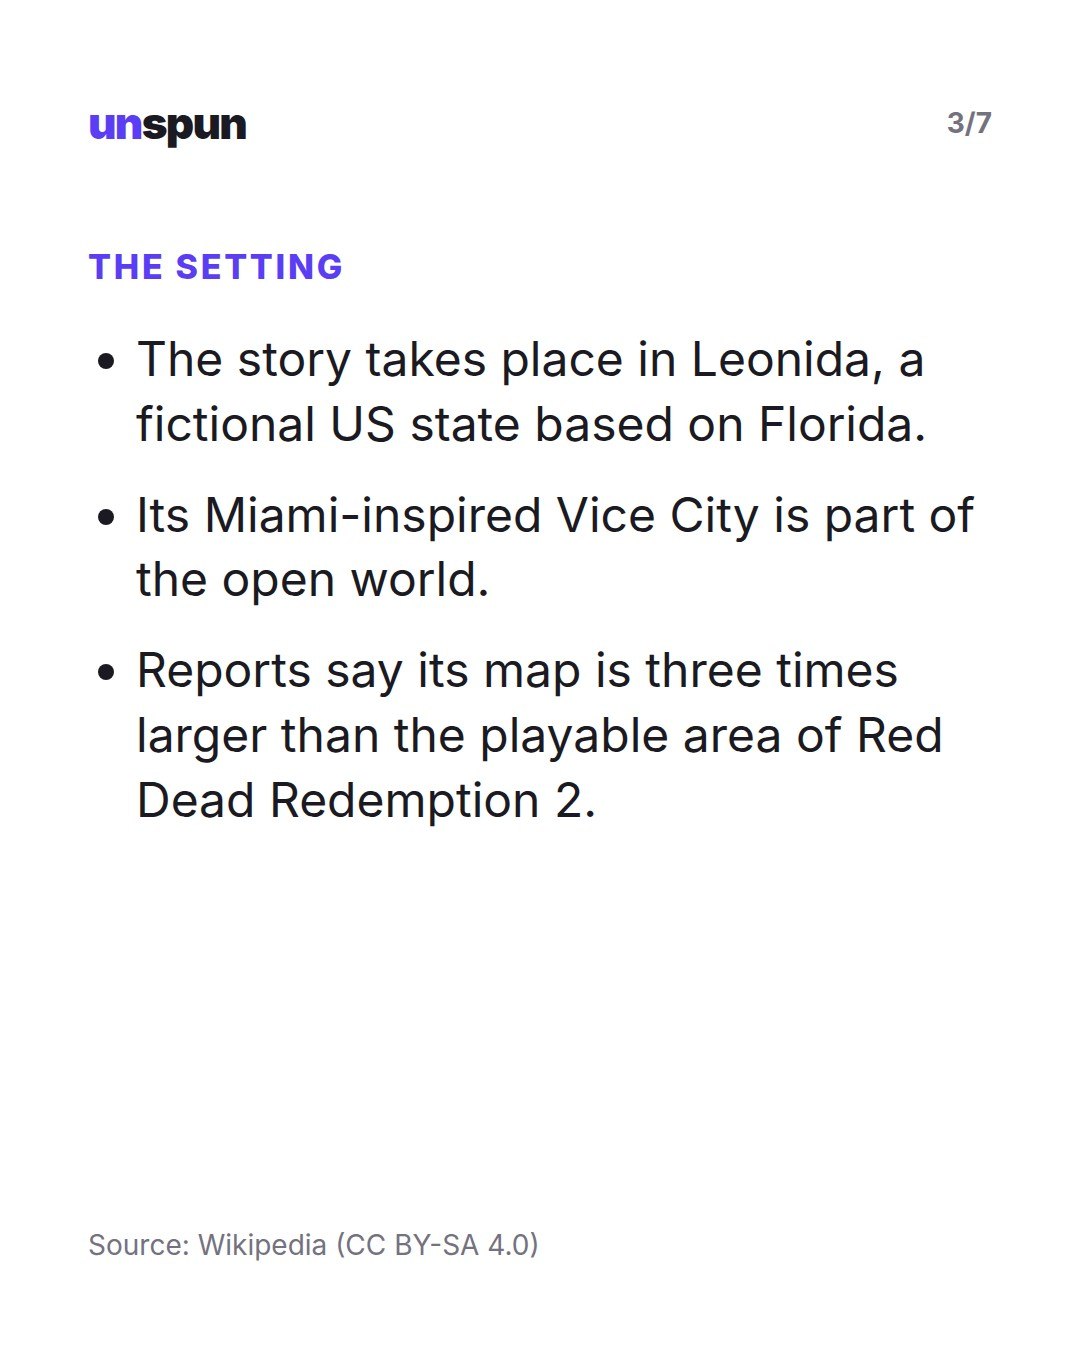 unspun
3/7
THE SETTING
• The story takes place in Leonida, a
fictional US state based on Florida.
• Its Miami-inspired Vice City is part of
the open world.
• Reports say its map is three times
larger than the playable area of Red
Dead Redemption 2.
Source: Wikipedia (CC BY-SA 4.0)